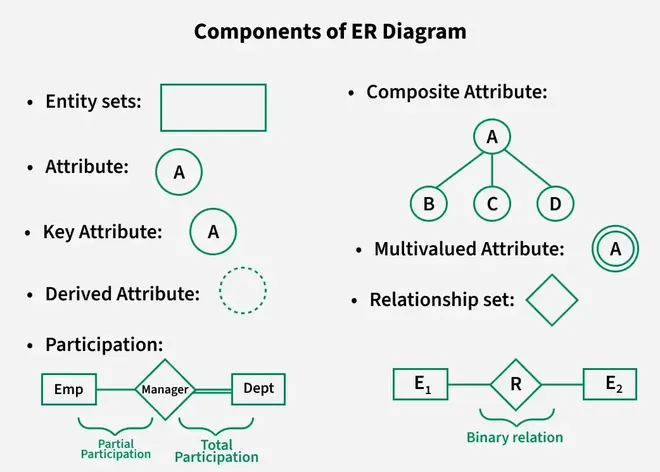 Components of ER Diagram
• Entity sets:
• Attribute:
A
• Key Attribute:
A
• Derived Attribute:
• Participation:
Emp
Manager
Dept
Partial
Participation
Total
Participation
• Composite Attribute:
A
B C D
• Multivalued Attribute:
A
• Relationship set:
E₁
R
E₂
Binary relation